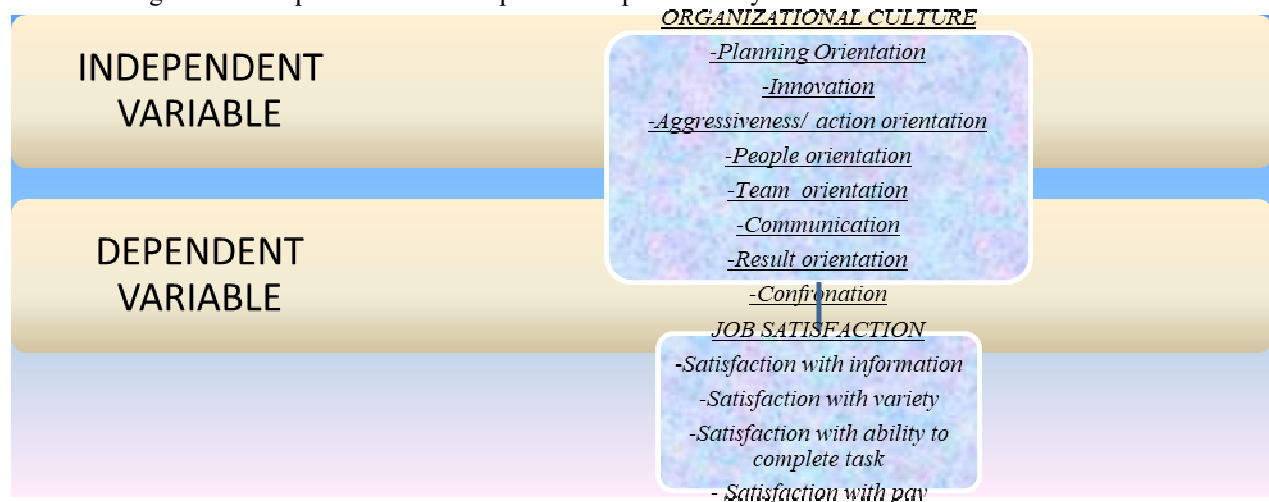 INDEPENDENT
VARIABLE
ORGANIZATIONAL CULTURE
-Planning Orientation
-Innovation
-Aggressiveness/ action orientation
-People orientation
-Team orientation
-Communication
-Result orientation
-Confronation
DEPENDENT
VARIABLE
JOB SATISFACTION
-Satisfaction with information
-Satisfaction with variety
-Satisfaction with ability to
complete task
- Satisfaction with pay